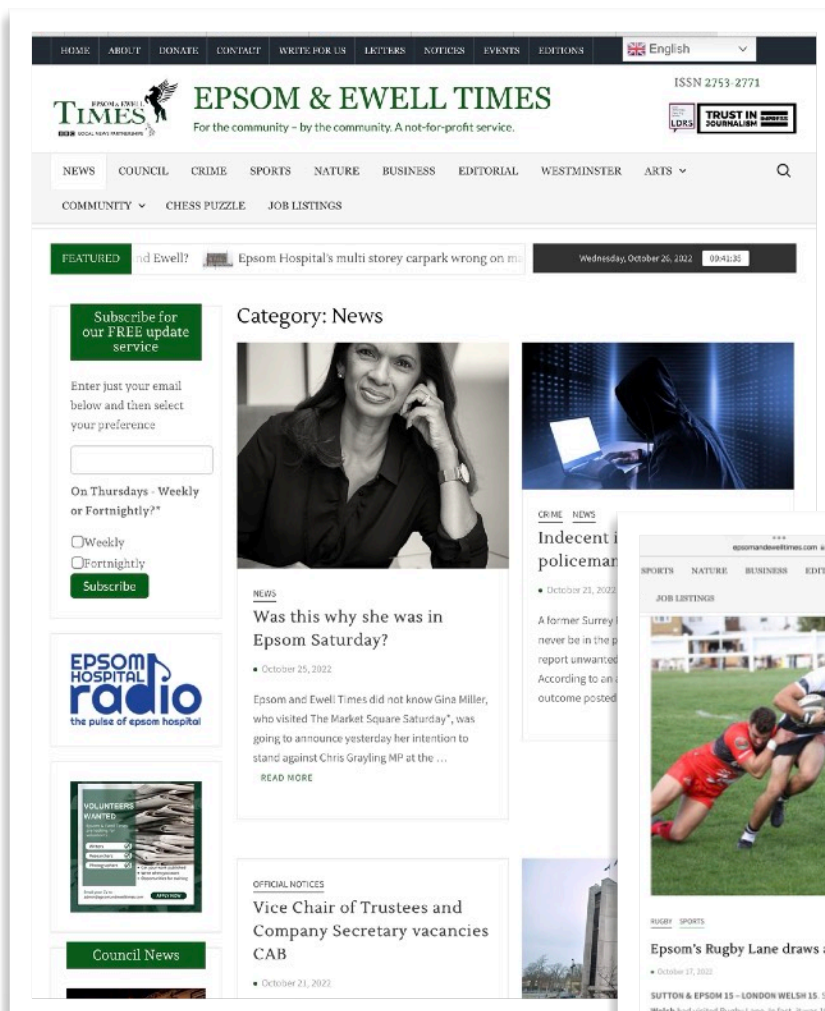 HOME ABOUT DONATE CONTACT WRITE FOR US LETTERS NOTICES EVENTS EDITIONS English
EPSOM & EWELL
TIMES
EPSOM & EWELL TIMES
For the community – by the community. A not-for-profit service.
ISSN 2753-2771
LDRS
TRUST IN
JOURNALISM
NEWS COUNCIL CRIME SPORTS NATURE BUSINESS EDITORIAL WESTMINSTER ARTS
COMMUNITY CHESS PUZZLE JOB LISTINGS
FEATURED nd Ewell? Epsom Hospital's multi storey carpark wrong on
Wednesday, October 26, 2022 09:41:35
Subscribe for
our FREE update
service
Enter just your email
below and then select
your preference
On Thursdays - Weekly
or Fortnightly?*
Weekly
Fortnightly
Subscribe
EPSOM
HOSPITAL
radio
the pulse of epsom hospital
VOLUNTEERS
WANTED
Writers
Researchers
Photographers
APPLY NOW
Council News
Category: News
NEWS
Was this why she was in
Epsom Saturday?
October 25, 2022
Epsom and Ewell Times did not know Gina Miller,
who visited The Market Square Saturday*, was
going to announce yesterday her intention to
stand against Chris Grayling MP at the ...
READ MORE
CRIME NEWS
Indecent i
policeman
October 21, 2022
A former Surrey
never be in the p
report unwanted
According to an
outcome posted
OFFICIAL NOTICES
Vice Chair of Trustees and
Company Secretary vacancies
CAB
October 21, 2022
epsomandewelltimes.com
SPORTS NATURE BUSINESS EDIT
JOB LISTINGS
RUGBY SPORTS
Epsom's Rugby Lane draws
October 17, 2022
SUTTON & EPSOM 15 – LONDON WELSH 15.